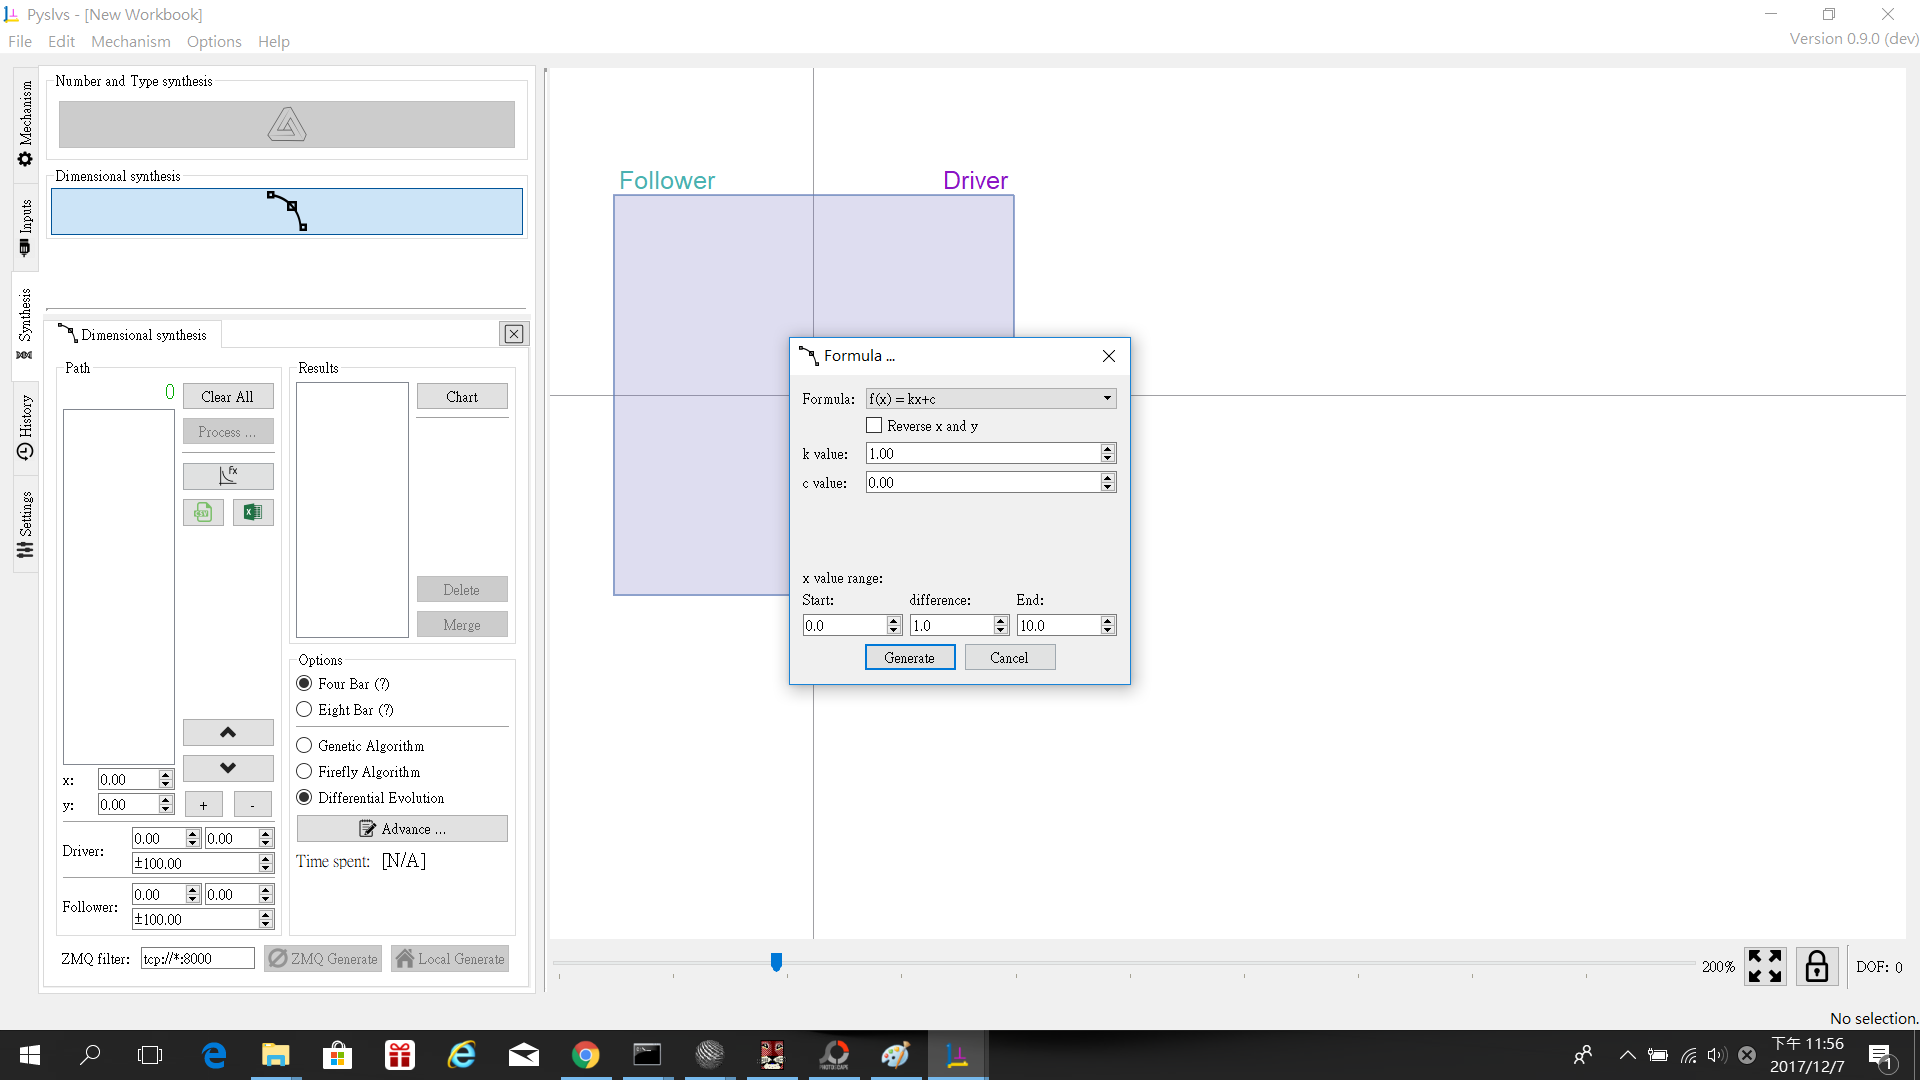 Pyslvs - [New Workbook]
File Edit Mechanism Options Help
Version 0.9.0 (dev)
Mechanism
Inputs
Synthesis
History
Settings
Number and Type synthesis
Dimensional synthesis
Dimensional synthesis
Path
0
Clear All
Process ...
fx
CSV
X
x: 0.00
y: 0.00
+ -
Driver: 0.00 0.00
±100.00
Follower: 0.00 0.00
±100.00
Results
Chart
Delete
Merge
Options
Four Bar (?)
Eight Bar (?)
Genetic Algorithm
Firefly Algorithm
Differential Evolution
Advance ...
Time spent: [N/A]
ZMQ filter: tcp://*:8000 ZMQ Generate Local Generate
Follower Driver
Formula ...
Formula: f(x) = kx+c
Reverse x and y
k value: 1.00
c value: 0.00
x value range:
Start: difference: End:
0.0 1.0 10.0
Generate Cancel
200%
DOF: 0
No selection.
下午 11:56
2017/12/7
1